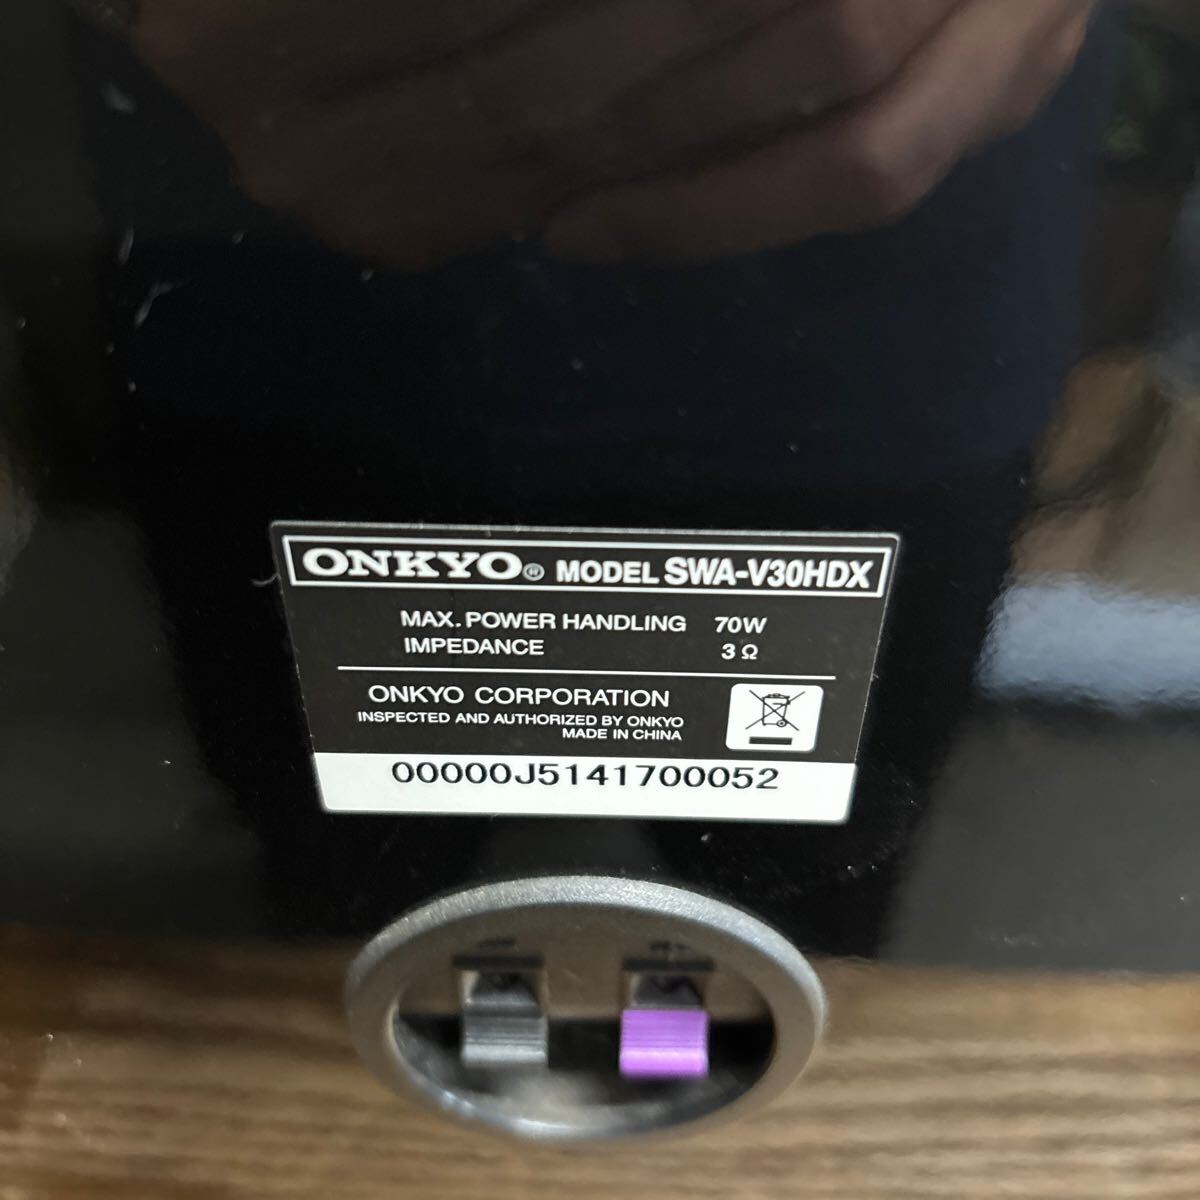 ONKYO® MODEL SWA-V30HDX
MAX. POWER HANDLING 70W
IMPEDANCE 3 Ω
ONKYO CORPORATION
INSPECTED AND AUTHORIZED BY ONKYO
MADE IN CHINA
00000J5141700052